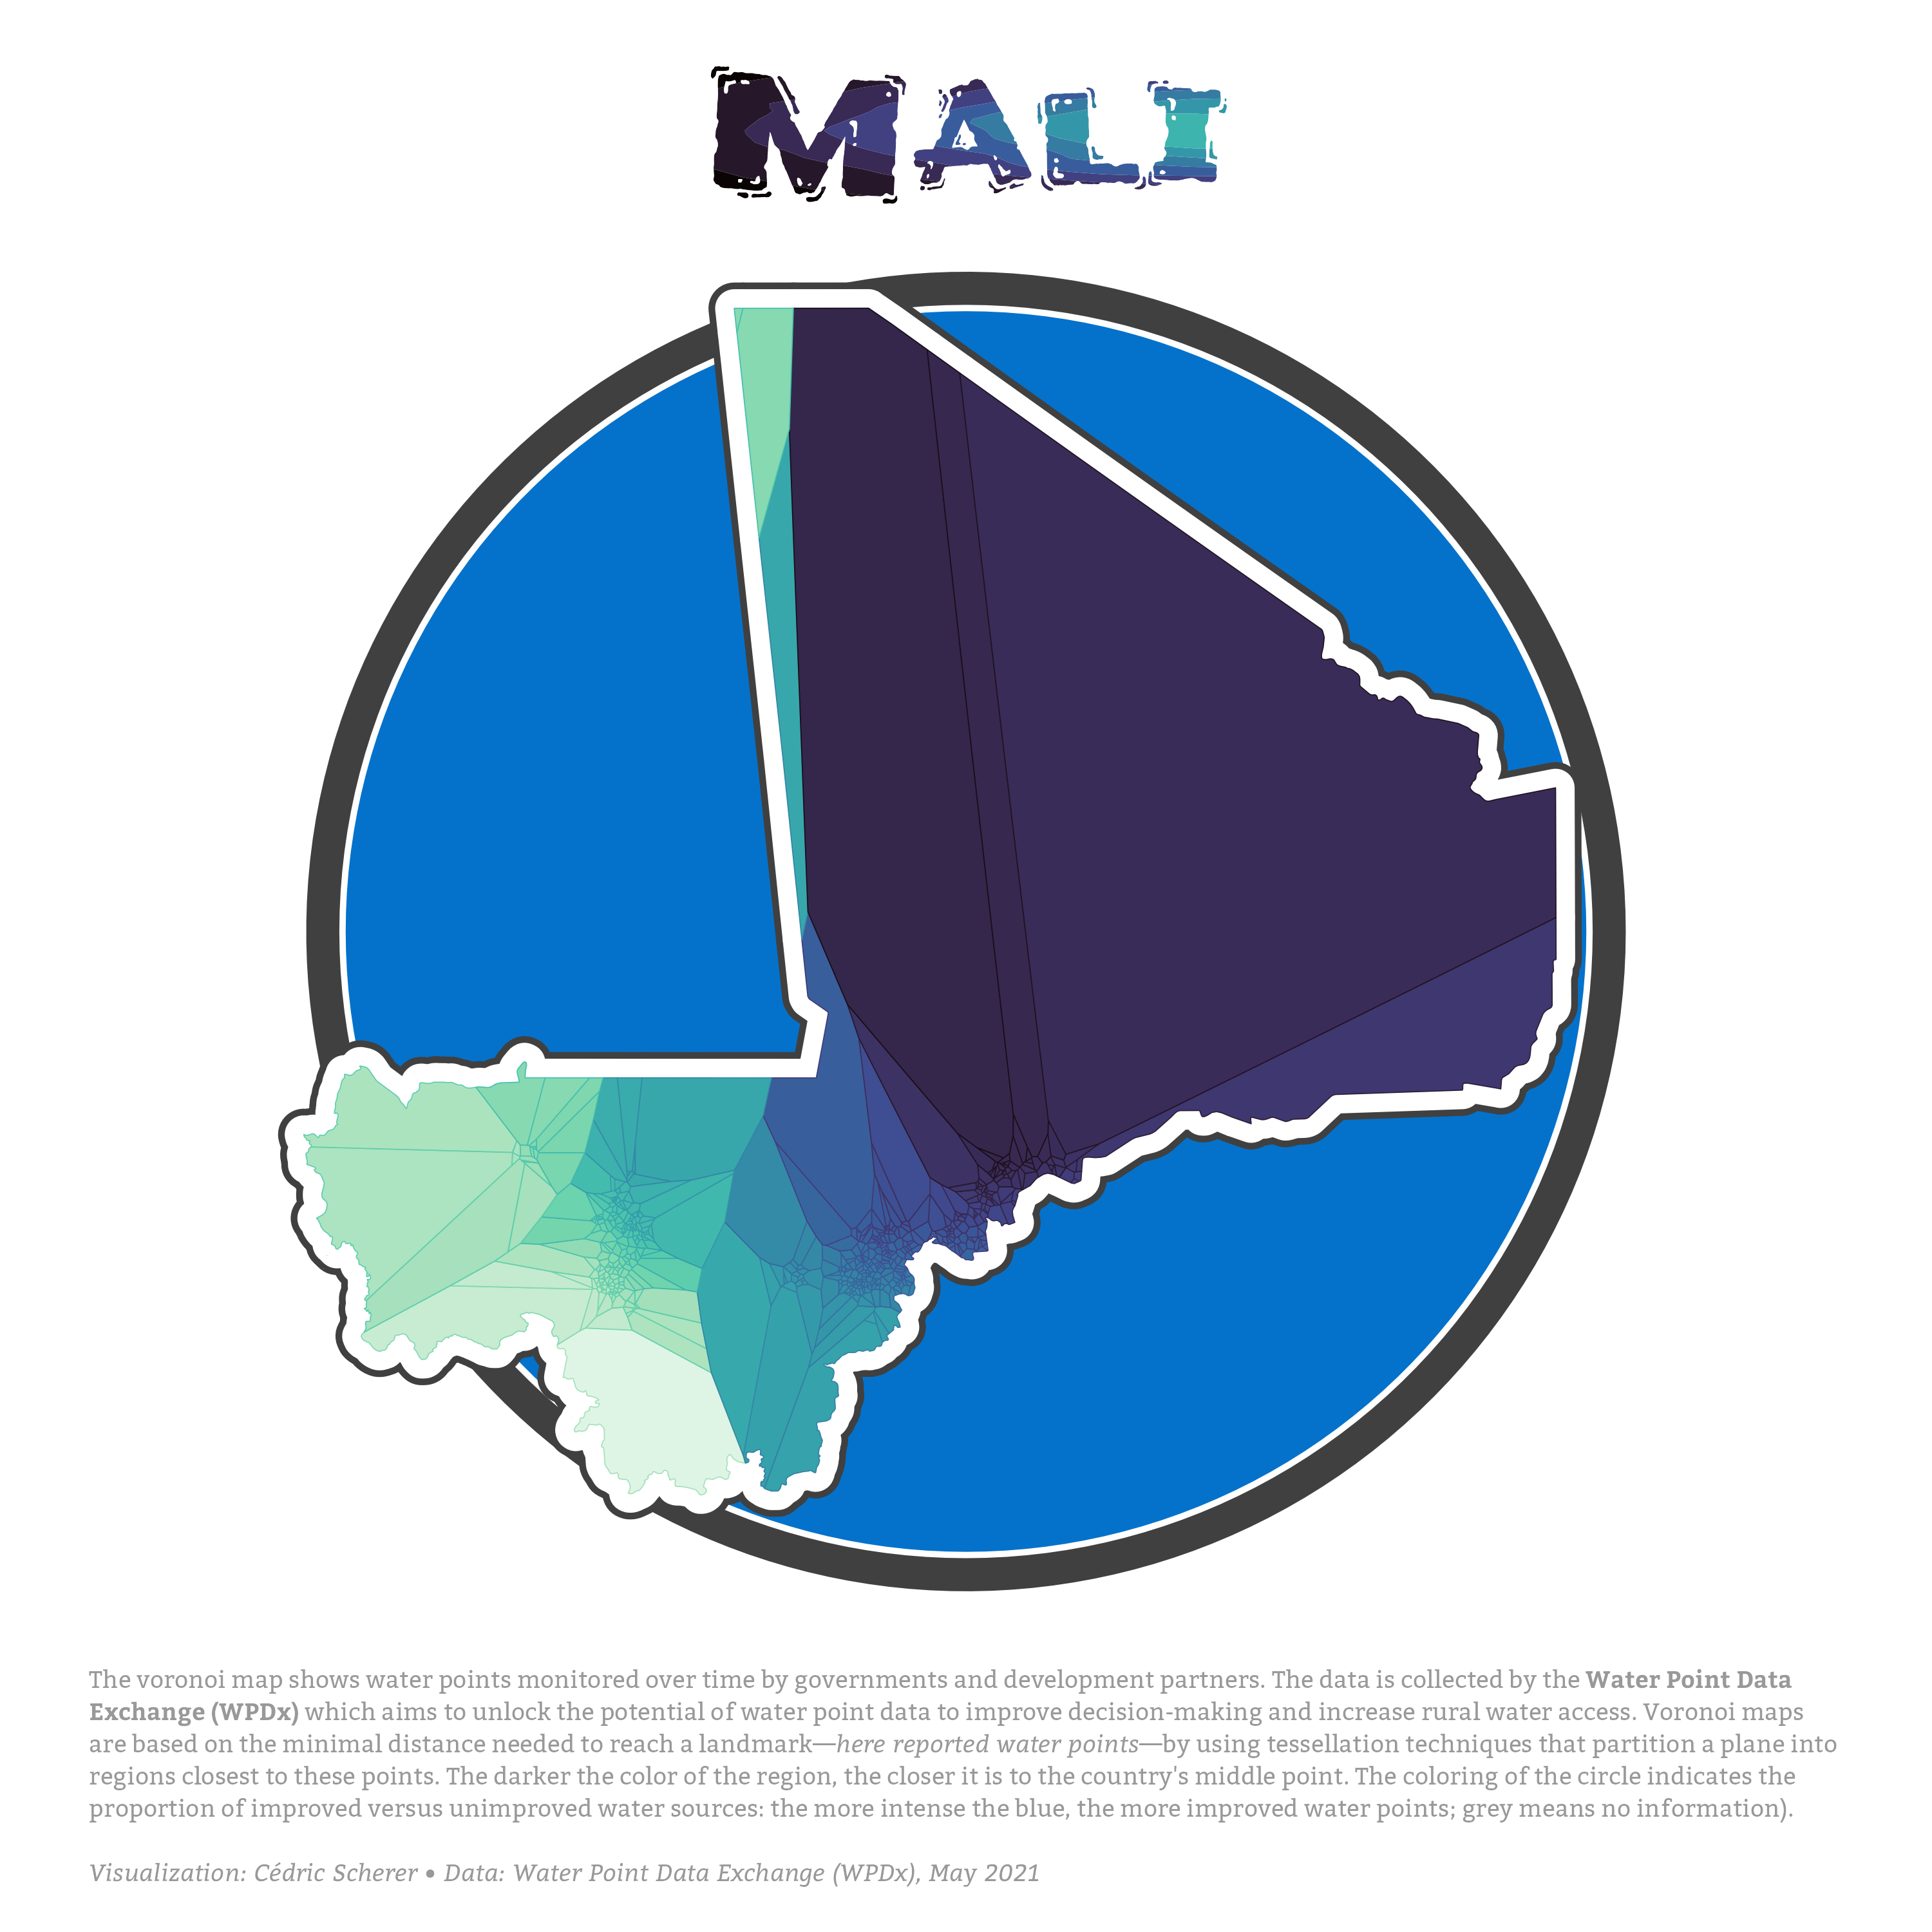 MALI
The voronoi map shows water points monitored over time by governments and development partners. The data is collected by the Water Point Data
Exchange (WPDx) which aims to unlock the potential of water point data to improve decision-making and increase rural water access. Voronoi maps
are based on the minimal distance needed to reach a landmark—here reported water points—by using tessellation techniques that partition a plane into
regions closest to these points. The darker the color of the region, the closer it is to the country's middle point. The coloring of the circle indicates the
proportion of improved versus unimproved water sources: the more intense the blue, the more improved water points; grey means no information).
Visualization: Cédric Scherer • Data: Water Point Data Exchange (WPDx), May 2021